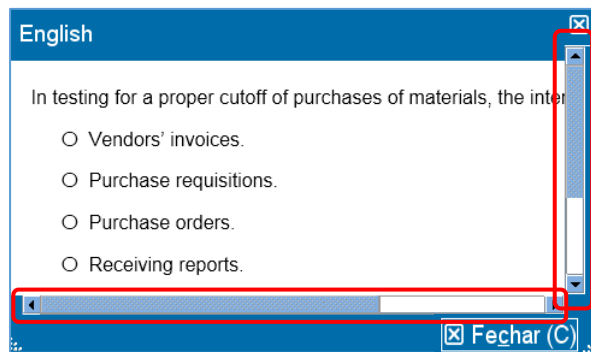 English
In testing for a proper cutoff of purchases of materials, the inter
Vendors' invoices.
Purchase requisitions.
Purchase orders.
Receiving reports.
Fechar (C)